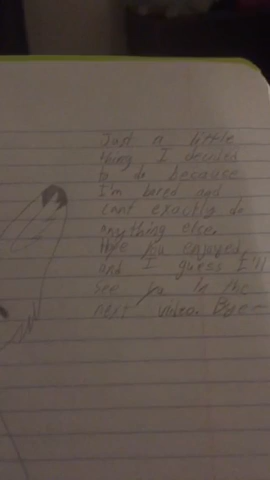 Just a little
thing I decided
to do because
I'm bored and
cant exactly do
anything else.
Hope you enjoyed,
and I guess I'll
see ya in the
next video. Bye~